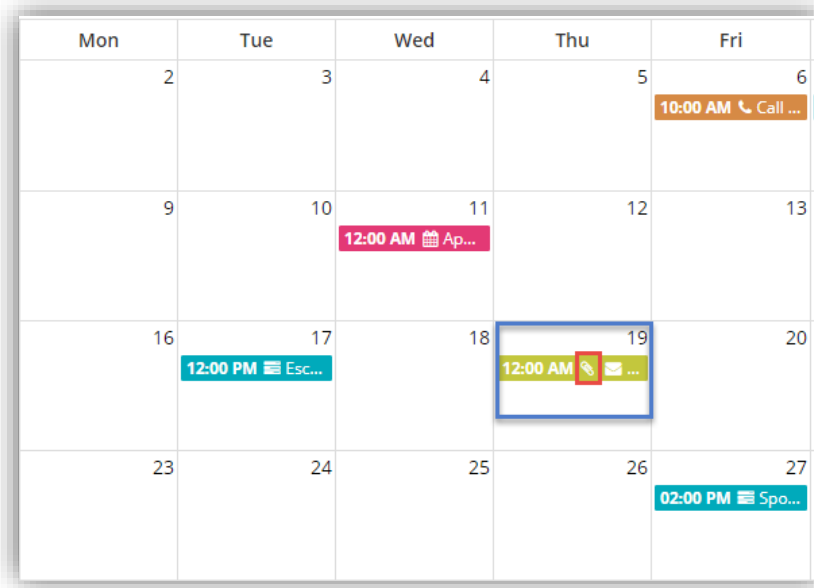 Mon Tue Wed Thu Fri
2 3 4 5 6
10:00 AM Call ...
9 10 11 12 13
12:00 AM Ap...
16 17 18 19 20
12:00 PM Esc... 12:00 AM ...
23 24 25 26 27
02:00 PM Spo...